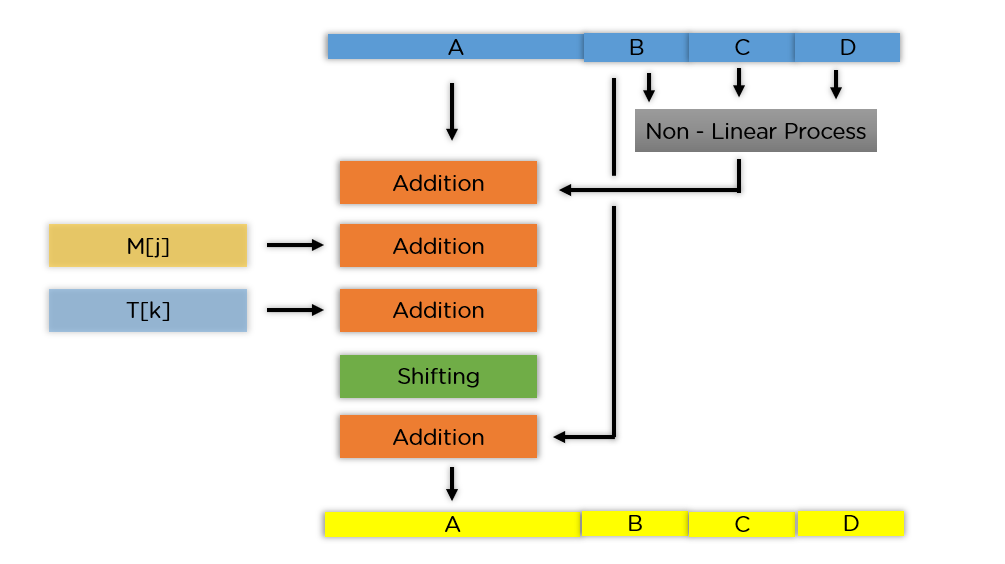 A
B
C
D
Non - Linear Process
Addition
M[j]
Addition
T[k]
Addition
Shifting
Addition
A
B
C
D